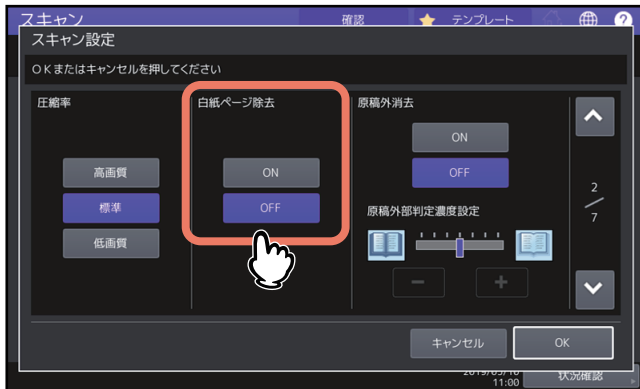 スキャン 確認 テンプレート ?
スキャン設定
OKまたはキャンセルを押してください
圧縮率 白紙ページ除去 原稿外消去
ON
高画質 ON OFF
標準 OFF 原稿外部判定濃度設定
低画質
2/7
- +
キャンセル OK
11:00 状況確認